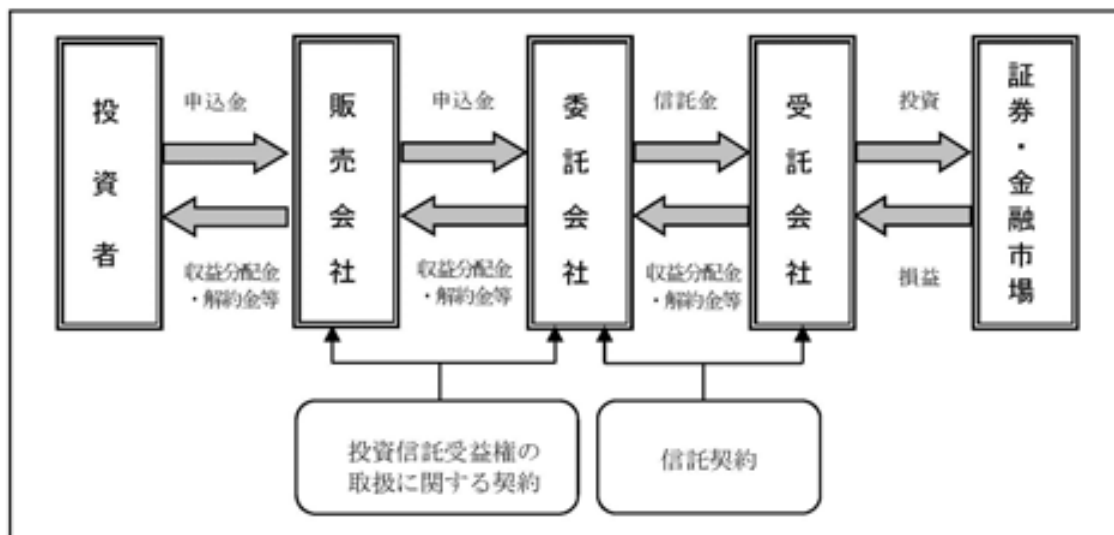 投資者
申込金
収益分配金
・解約金等
販売会社
申込金
収益分配金
・解約金等
委託会社
信託金
収益分配金
・解約金等
受託会社
投資
損益
証券・金融市場
投資信託受益権の
取扱に関する契約
信託契約